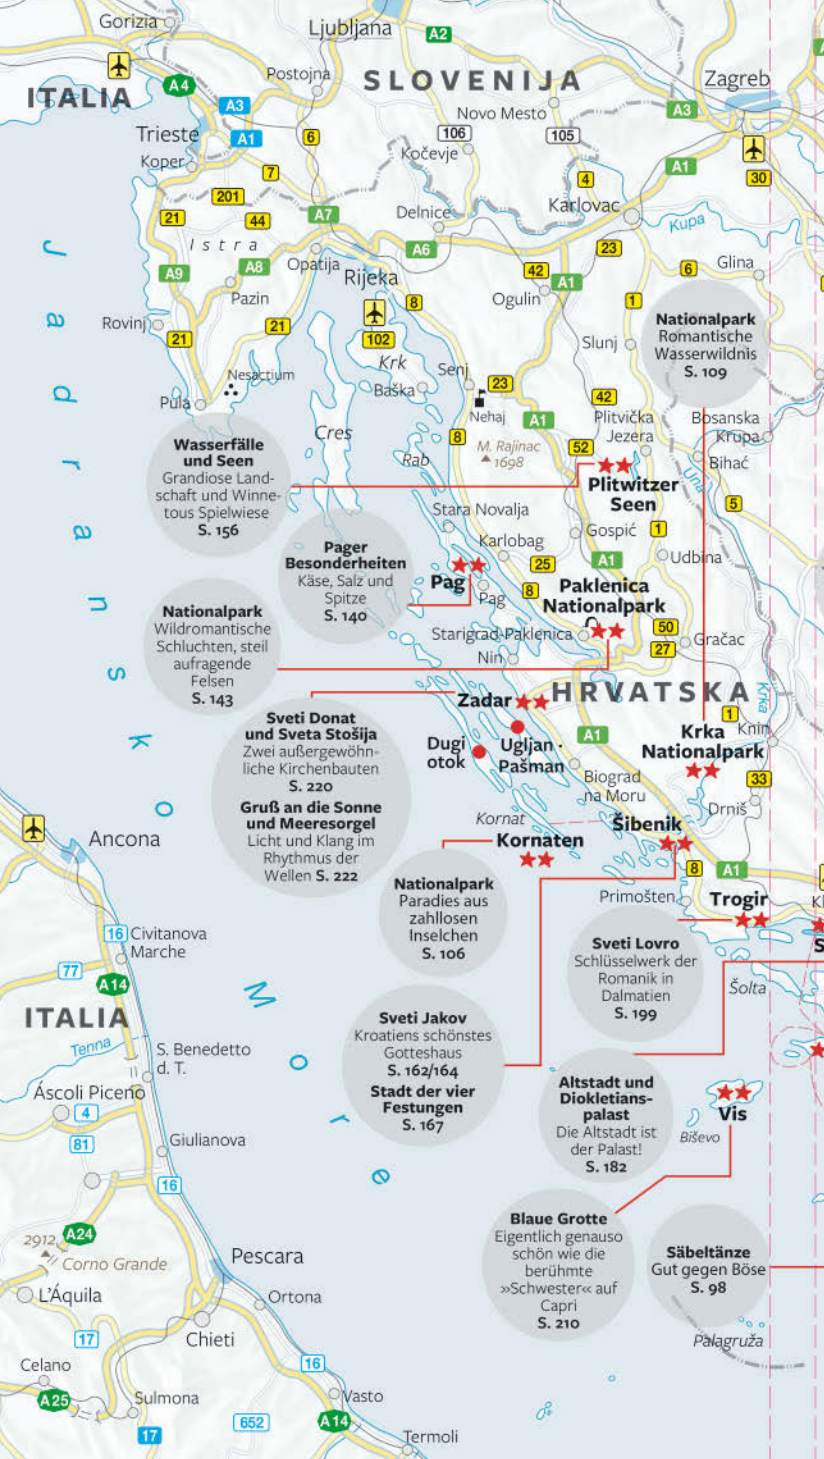 Gorizia
Ljubljana
A2
ITALIA
A4
Postojna
SLOVENIJA
Zagreb
A3
Novo Mesto
A3
Trieste
A1
6
106
105
Kočevje
Koper
7
A1
30
201
4
21
44
A7
Delnice
Karlovac
Kupa
Istra
A6
23
A9
A8
Opatija
Rijeka
42
A1
6
Glina
Pazin
8
Ogulin
1
Rovinj
21
21
102
Slunj
Nationalpark
Romantische
Wasserwildnis
S. 109
Krk
Senj
Nesactium
Baška
23
42
Pula
Nehaj
A1
Plitvička
Jezera
Bosanska
Krupa
Cres
8
M. Rajinac
1698
52
Rab
Bihać
Una
Wasserfälle
und Seen
Grandiose Land-
schaft und Winne-
tous Spielwiese
S. 156
Plitwitzer
Seen
5
Stara Novalja
Gospić
1
Pager
Besonderheiten
Käse, Salz und
Spitze
S. 140
Karlobag
A1
Udbina
25
Pag
Pag
8
Paklenica
Nationalpark
Nationalpark
Wildromantische
Schluchten, steil
aufragende
Felsen
S. 143
Starigrad-Paklenica
50
27
Gračac
Nin
Zadar
HRVATSKA
Krka
1
Sveti Donat
und Sveta Stošija
Zwei außergewöhn-
liche Kirchenbauten
S. 220
Gruß an die Sonne
und Meeresorgel
Licht und Klang im
Rhythmus der
Wellen S. 222
Dugi
otok
Ugljan ·
Pašman
A1
Krka
Nationalpark
Knin
Biograd
na Moru
33
Drniš
Jadransko More
Kornat
Šibenik
Ancona
Kornaten
Nationalpark
Paradies aus
zahllosen
Inselchen
S. 106
8
A1
Primošten
Trogir
Kl
S
16
Civitanova
Marche
77
A14
Sveti Lovro
Schlüsselwerk der
Romanik in
Dalmatien
S. 199
Šolta
ITALIA
Sveti Jakov
Kroatiens schönstes
Gotteshaus
S. 162/164
Stadt der vier
Festungen
S. 167
Tenna
S. Benedetto
d. T.
Áscoli Piceno
4
Altstadt und
Diokletians-
palast
Die Altstadt ist
der Palast!
S. 182
Vis
Biševo
81
Giulianova
16
Blaue Grotte
Eigentlich genauso
schön wie die
berühmte
»Schwester« auf
Capri
S. 210
A24
2912
Corno Grande
Pescara
Säbeltänze
Gut gegen Böse
S. 98
L'Áquila
Ortona
17
Chieti
Palagruža
Celano
16
A25
Sulmona
Vasto
17
652
A14
Termoli